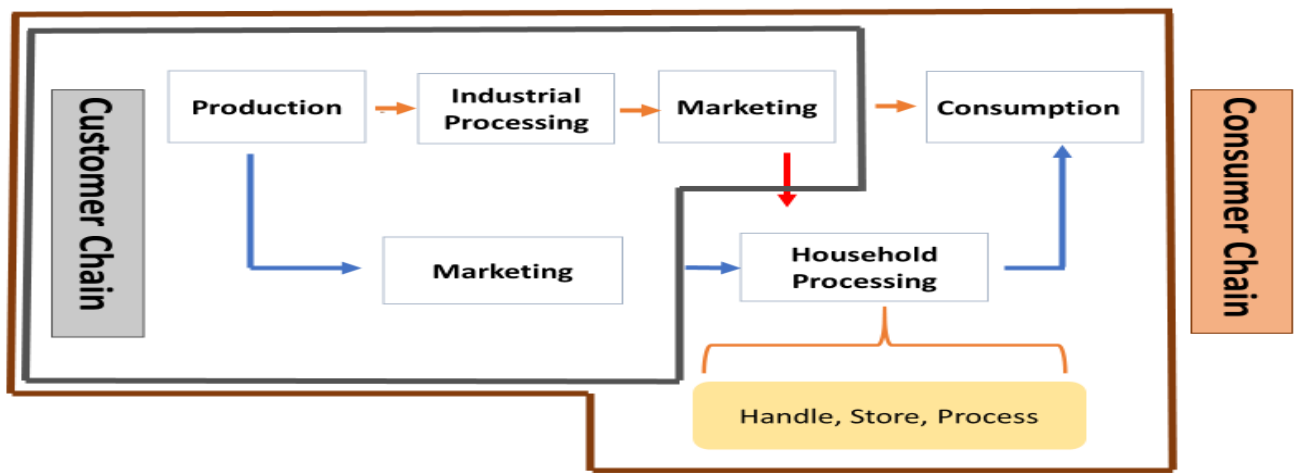 Customer Chain
Production
Industrial
Processing
Marketing
Consumption
Marketing
Household
Processing
Handle, Store, Process
Consumer Chain